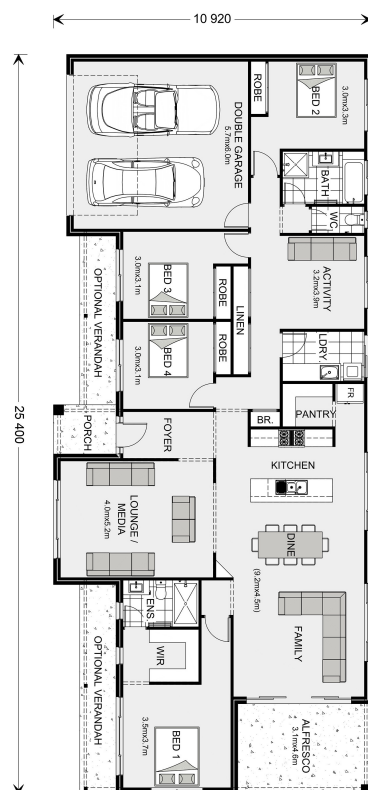 10 920
25 400
DOUBLE GARAGE
5.7mx6.0m
ROBE
BED 2
3.0mx3.3m
BATH
WC.
OPTIONAL VERANDAH
3.0mx3.1m
BED 3
ROBE
LINEN
ACTIVITY
3.2mx3.9m
3.0mx3.1m
BED 4
ROBE
LDRY.
FR
PANTRY
PORCH
FOYER
BR.
KITCHEN
LOUNGE /
MEDIA
4.0mx5.2m
DINE
(9.2mx4.5m)
FAMILY
ENS.
WIR
OPTIONAL VERANDAH
3.5mx3.7m
BED 1
ALFRESCO
3.1mx4.6m